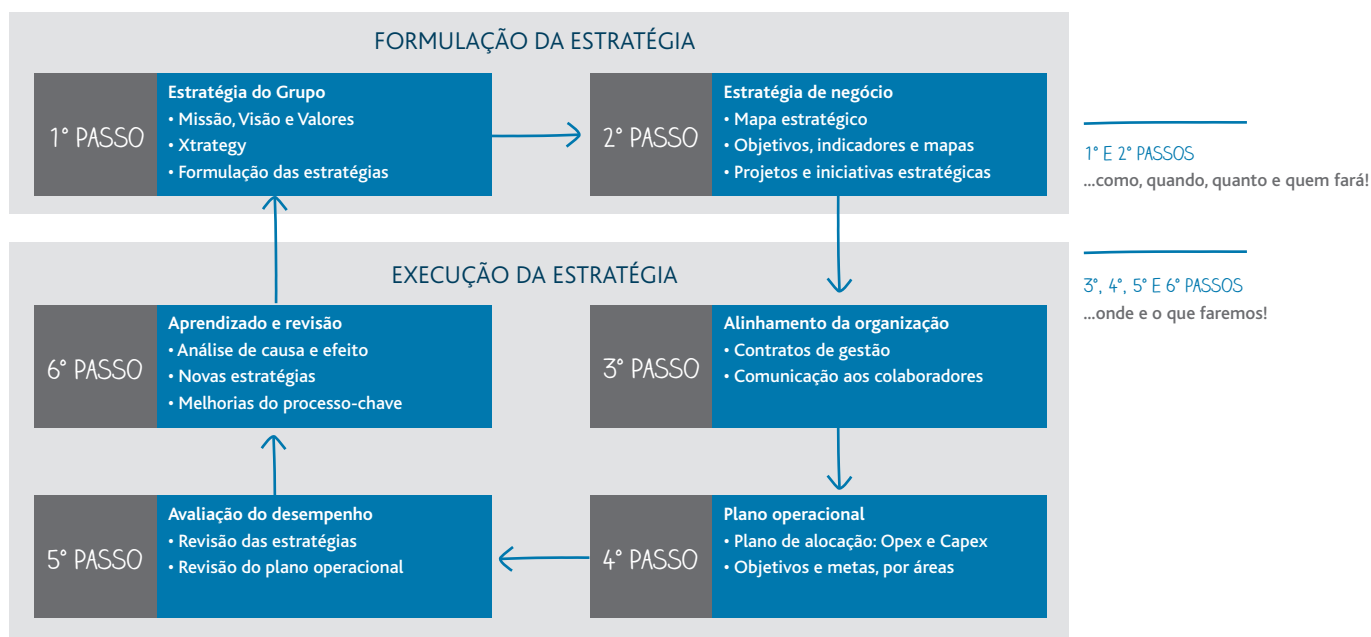 FORMULAÇÃO DA ESTRATÉGIA
1° PASSO
Estratégia do Grupo
• Missão, Visão e Valores
• Xtrategy
• Formulação das estratégias
2° PASSO
Estratégia de negócio
• Mapa estratégico
• Objetivos, indicadores e mapas
• Projetos e iniciativas estratégicas
1° E 2° PASSOS
...como, quando, quanto e quem fará!
EXECUÇÃO DA ESTRATÉGIA
3°, 4°, 5° E 6° PASSOS
...onde e o que faremos!
6° PASSO
Aprendizado e revisão
• Análise de causa e efeito
• Novas estratégias
• Melhorias do processo-chave
3° PASSO
Alinhamento da organização
• Contratos de gestão
• Comunicação aos colaboradores
5° PASSO
Avaliação do desempenho
• Revisão das estratégias
• Revisão do plano operacional
4° PASSO
Plano operacional
• Plano de alocação: Opex e Capex
• Objetivos e metas, por áreas